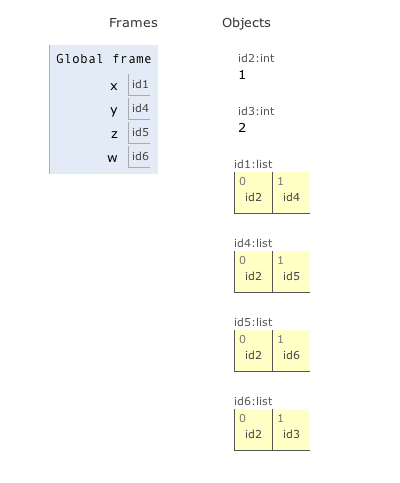 Frames
Objects
Global frame
x id1
y id4
z id5
w id6
id2:int
1
id3:int
2
id1:list
0 1
id2 id4
id4:list
0 1
id2 id5
id5:list
0 1
id2 id6
id6:list
0 1
id2 id3